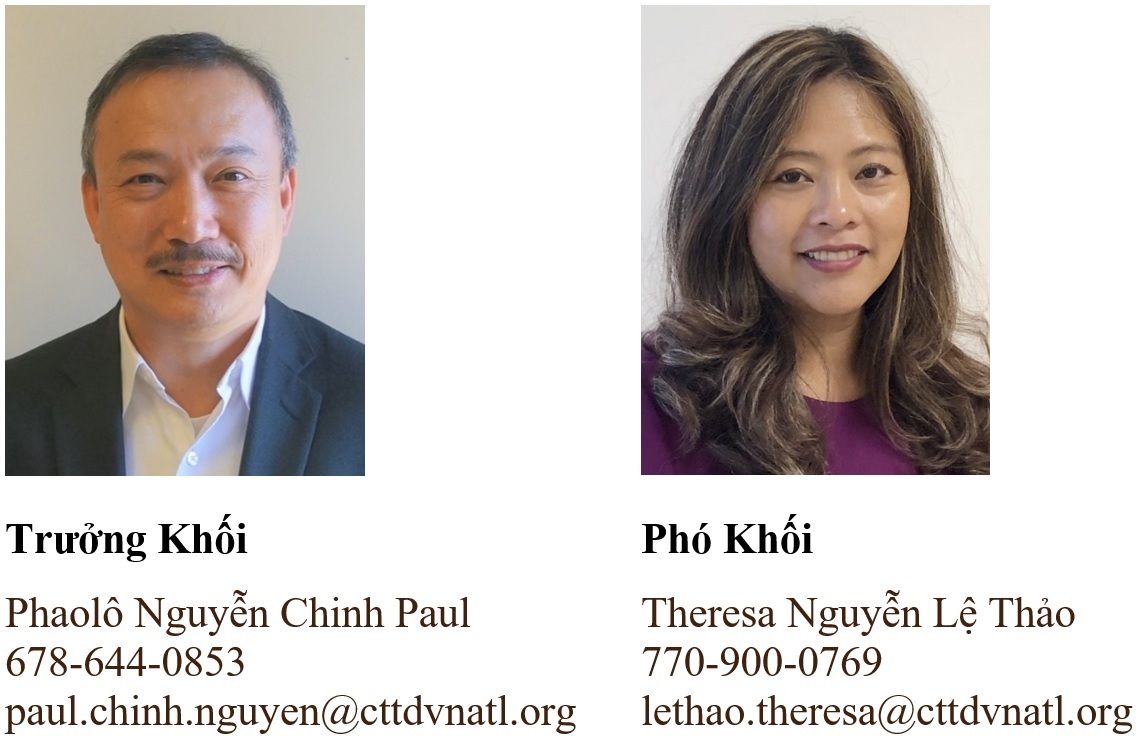 Trưởng Khối
Phaolô Nguyễn Chinh Paul
678-644-0853
paul.chinh.nguyen@cttdvnatl.org
Phó Khối
Theresa Nguyễn Lệ Thảo
770-900-0769
lethao.theresa@cttdvnatl.org